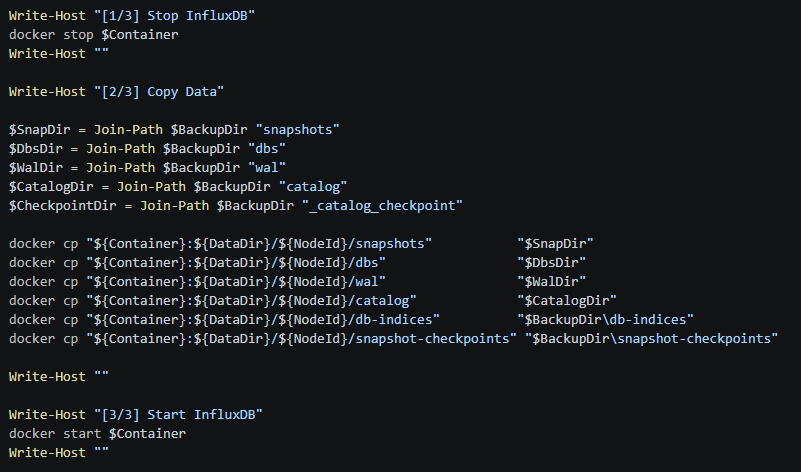 Write-Host "[1/3] Stop InfluxDB"
docker stop $Container
Write-Host ""
Write-Host "[2/3] Copy Data"
$SnapDir = Join-Path $BackupDir "snapshots"
$DbsDir = Join-Path $BackupDir "dbs"
$WalDir = Join-Path $BackupDir "wal"
$CatalogDir = Join-Path $BackupDir "catalog"
$CheckpointDir = Join-Path $BackupDir "_catalog_checkpoint"
docker cp "${Container}:${DataDir}/${NodeId}/snapshots" "$SnapDir"
docker cp "${Container}:${DataDir}/${NodeId}/dbs" "$DbsDir"
docker cp "${Container}:${DataDir}/${NodeId}/wal" "$WalDir"
docker cp "${Container}:${DataDir}/${NodeId}/catalog" "$CatalogDir"
docker cp "${Container}:${DataDir}/${NodeId}/db-indices" "$BackupDir\db-indices"
docker cp "${Container}:${DataDir}/${NodeId}/snapshot-checkpoints" "$BackupDir\snapshot-checkpoints"
Write-Host ""
Write-Host "[3/3] Start InfluxDB"
docker start $Container
Write-Host ""